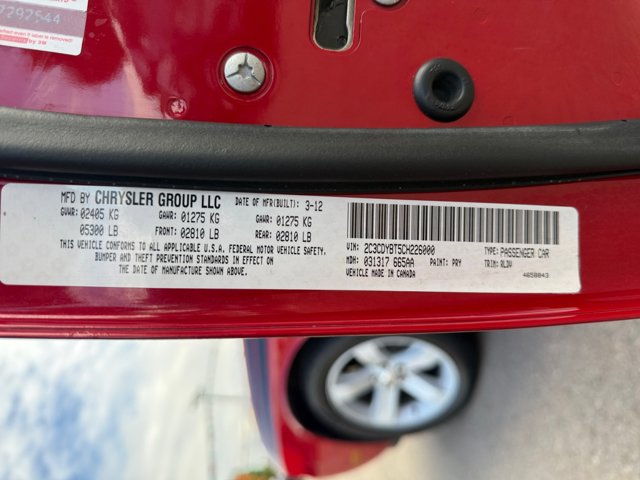 7297544
MFD BY CHRYSLER GROUP LLC DATE OF MFR(BUILT): 3-12
GVWR: 02405 KG GAWR: 01275 KG GAWR: 01275 KG
05300 LB FRONT: 02810 LB REAR: 02810 LB
THIS VEHICLE CONFORMS TO ALL APPLICABLE U.S.A. FEDERAL MOTOR VEHICLE SAFETY,
BUMPER AND THEFT PREVENTION STANDARDS IN EFFECT ON
THE DATE OF MANUFACTURE SHOWN ABOVE.
VIN: 2C3CDYBT5CH226000 TYPE: PASSENGER CAR
MDH: 031317 665AA PAINT: PRY TRIM: RLDV
VEHICLE MADE IN CANADA 4658843